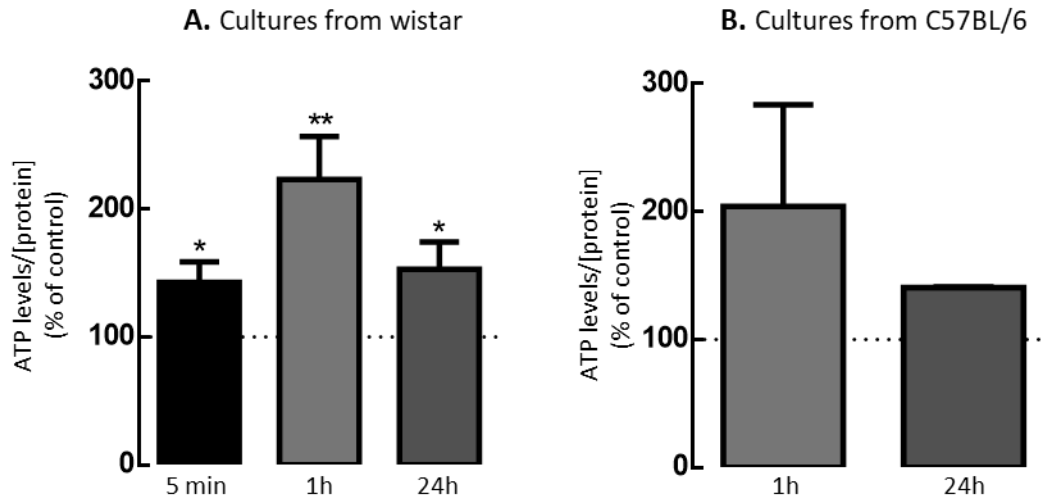 A. Cultures from wistar
ATP levels/[protein]
(% of control)
300
200
100
0
*
**
*
5 min
1h
24h
B. Cultures from C57BL/6
ATP levels/[protein]
(% of control)
300
200
100
0
1h
24h